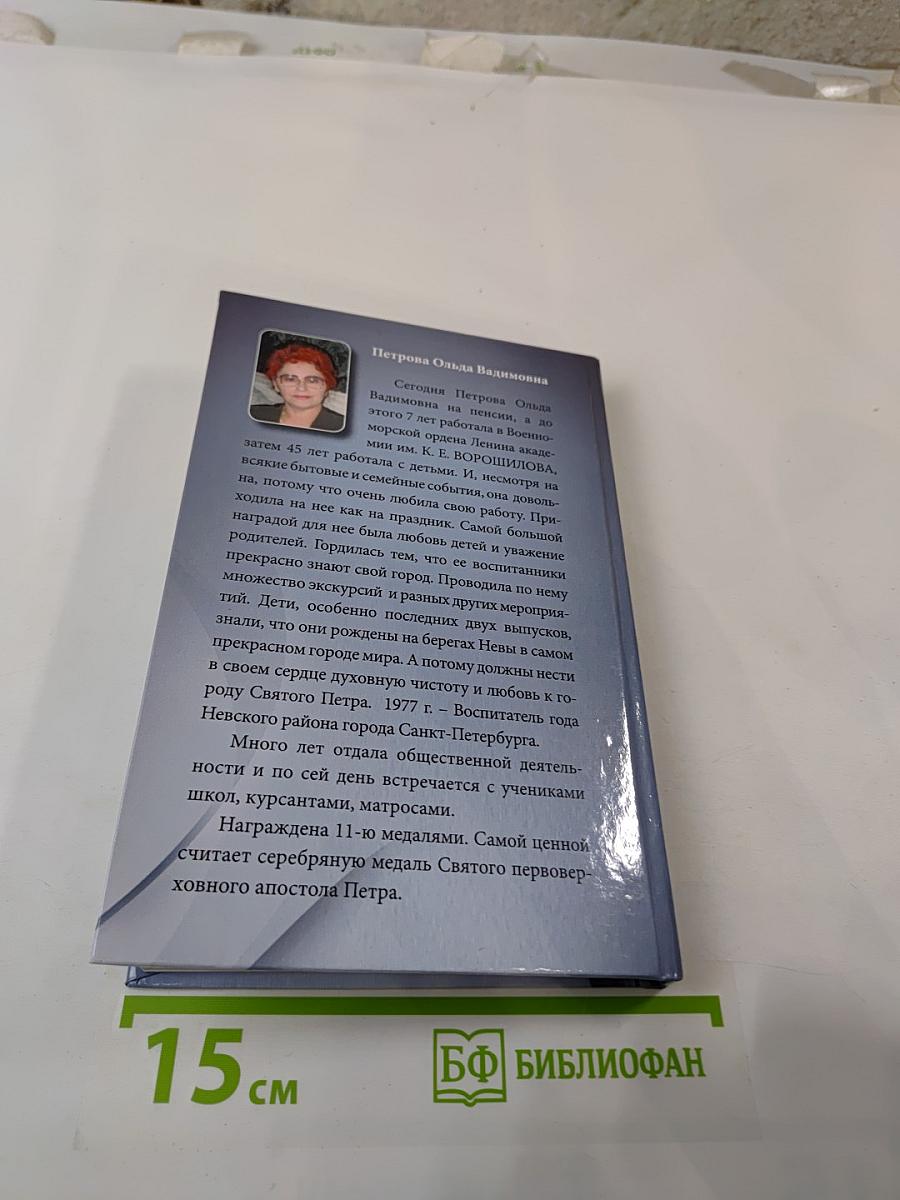 Петрова Ольда Вадимовна
Сегодня Петрова Ольда
Вадимовна на пенсии, а до
этого 7 лет работала в Военно-
морской ордена Ленина акаде-
мии им. К. Е. ВОРОШИЛОВА,
затем 45 лет работала с детьми. И, несмотря на
всякие бытовые и семейные события, она доволь-
на, потому что очень любила свою работу. При-
ходила на нее как на праздник. Самой большой
наградой для нее была любовь детей и уважение
родителей. Гордилась тем, что ее воспитанники
прекрасно знают свой город. Проводила по нему
множество экскурсий и разных других мероприя-
тий. Дети, особенно последних двух выпусков,
знали, что они рождены на берегах Невы в самом
прекрасном городе мира. А потому должны нести
в своем сердце духовную чистоту и любовь к го-
роду Святого Петра. 1977 г. – Воспитатель года
Невского района города Санкт-Петербурга.
Много лет отдала общественной деятель-
ности и по сей день встречается с учениками
школ, курсантами, матросами.
Награждена 11-ю медалями. Самой ценной
считает серебряную медаль Святого первовер-
ховного апостола Петра.
15 см
БФ БИБЛИОФАН